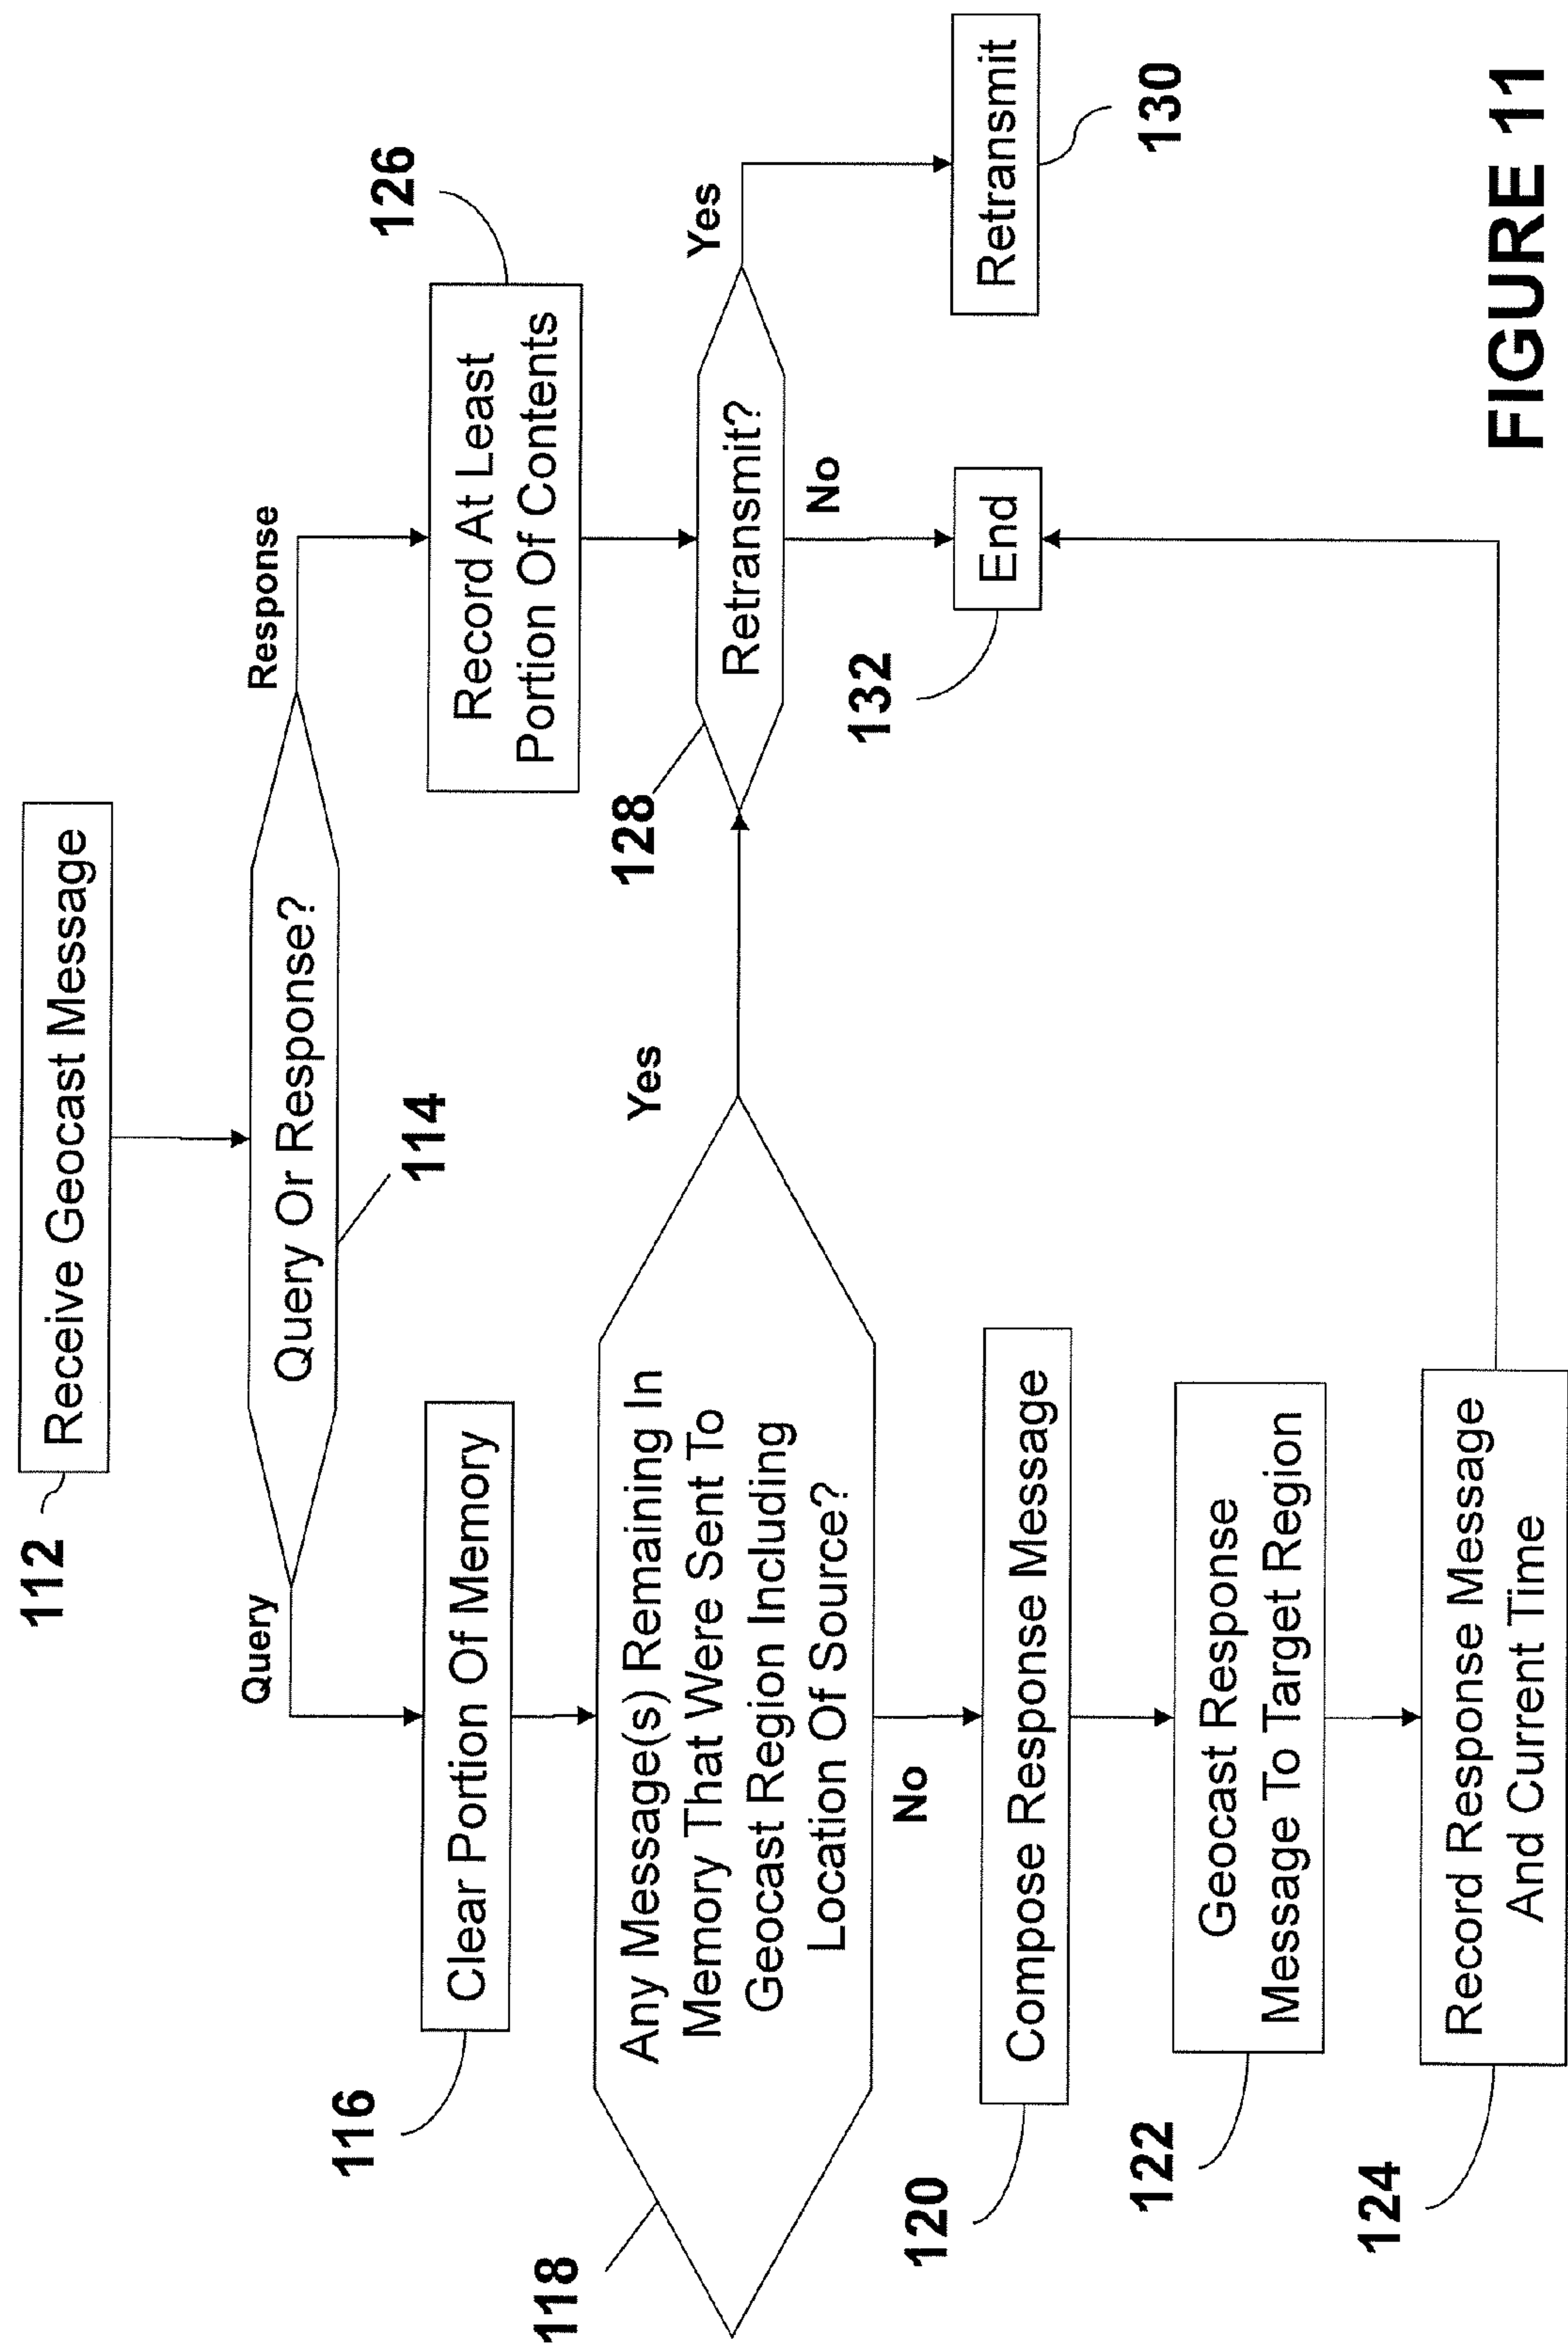 112
Receive Geocast Message
Query Or Response?
114
Query
Response
116
Clear Portion Of Memory
Record At Least
Portion Of Contents
126
118
Any Message(s) Remaining In
Memory That Were Sent To
Geocast Region Including
Location Of Source?
Yes
No
128
Retransmit?
Yes
No
120
Compose Response Message
132
End
Retransmit
130
122
Geocast Response
Message To Target Region
124
Record Response Message
And Current Time
FIGURE 11